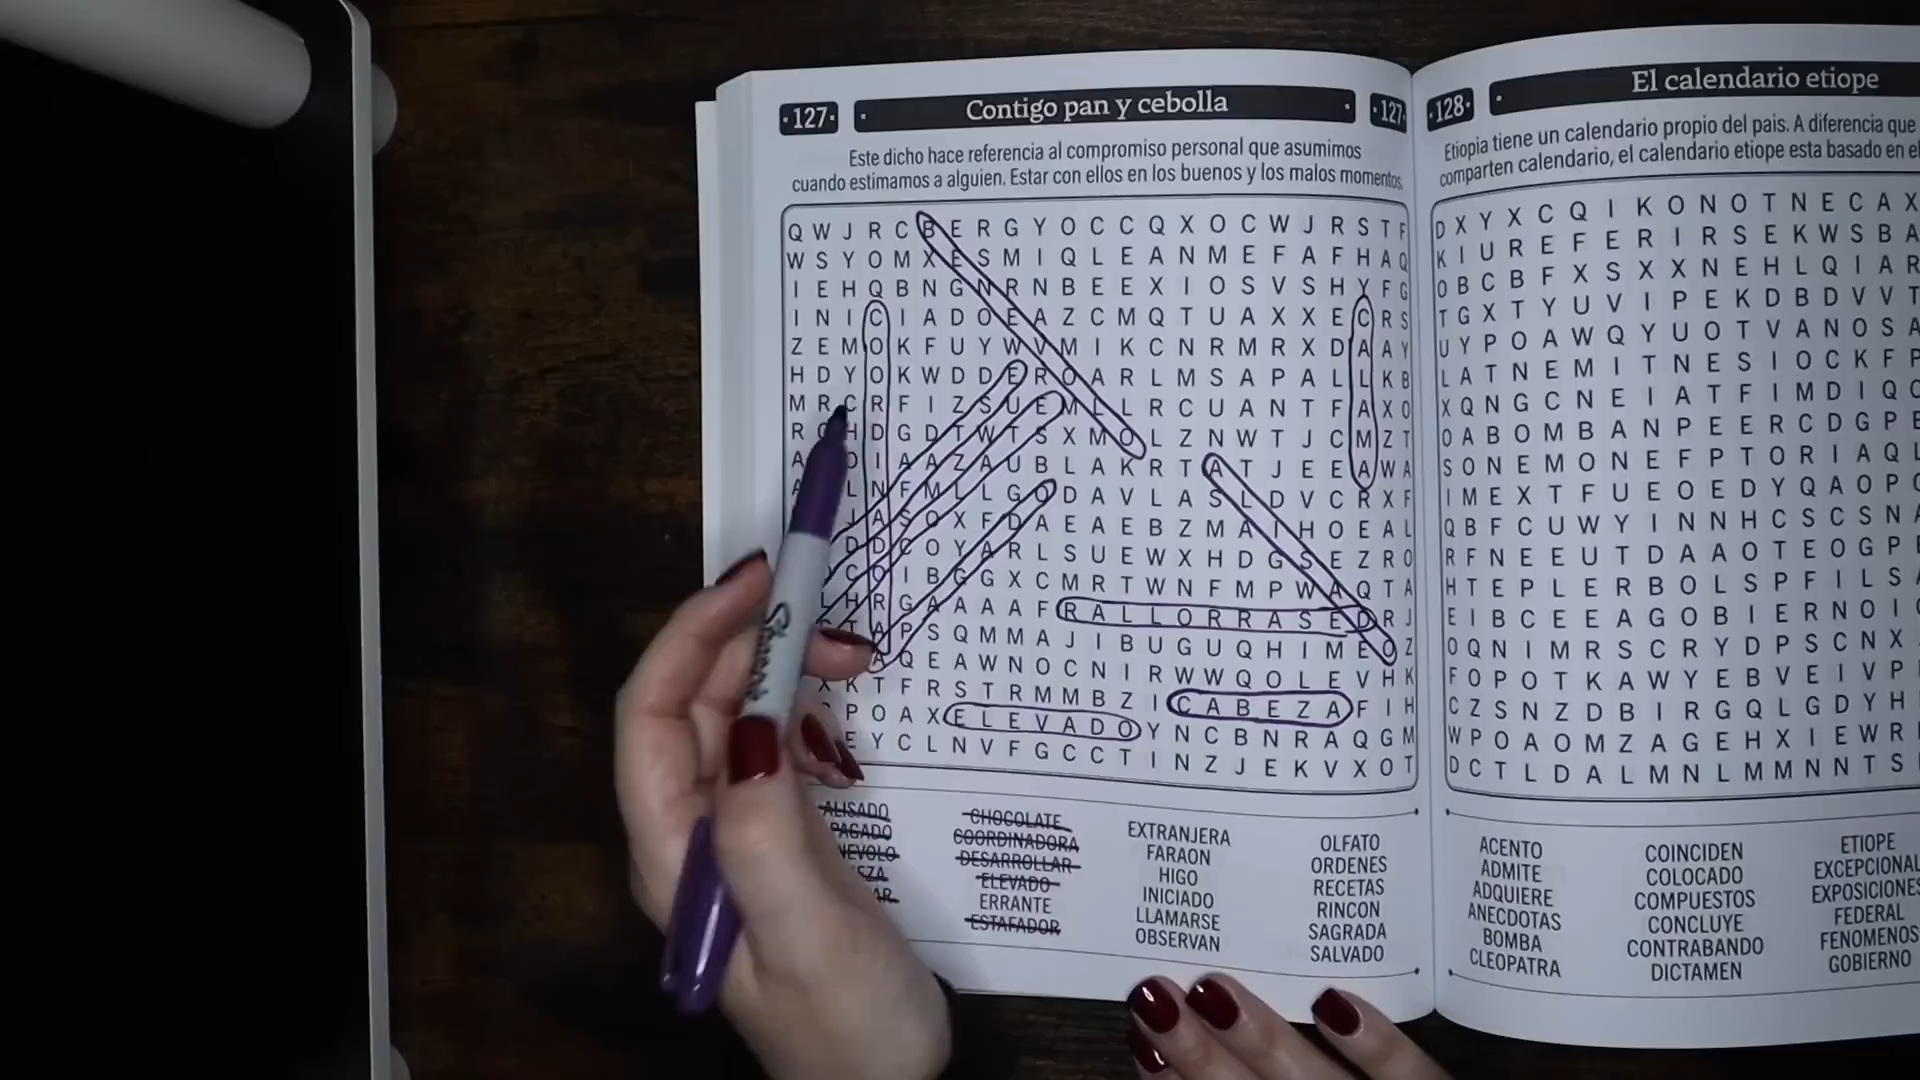 127 Contigo pan y cebolla 127
Este dicho hace referencia al compromiso personal que asumimos
cuando estimamos a alguien. Estar con ellos en los buenos y los malos momentos.
Q W J R C B E R G Y O C C Q X O C W J R S T F
W S Y O M X E S M I Q L E A N M E F A F H A Q
I E H Q B N G N R N B E E X I O S V S H Y F G
I N I C I A D O E A Z C M Q T U A X X E C R S
Z E M O K F U Y W V M I K C N R M R X D A A Y
H D Y O K W D D E R O A R L M S A P A L L K B
M R C R F I Z S U E M L L R C U A N T F A X O
R H D G D T W T S X M O L Z N W T J C M Z T
A I A A Z A U B L A K R T A T J E E A W A
L N F M L L G O D A V L A S L D V C R X F
J A S O X F D A E A E B Z M A I H O E A L
D D C O Y A R L S U E W X H D G S E Z R O
C O I B G G X C M R T W N F M P W A Q T A
L H R G A A A A F R A L L O R R A S E D R J
T A P S Q M M A J I B U G U Q H I M E O Z
A Q E A W N O C N I R W W Q O L E V H K
X K T F R S T R M M B Z I C A B E Z A F I H
P O A X E L E V A D O Y N C B N R A Q G M
E Y C L N V F G C C T I N Z J E K V X O T
ALISADO
PAGADO
NEVOLO
EZA
AR
CHOCOLATE
COORDINADORA
DESARROLLAR
ELEVADO
ERRANTE
ESTAFADOR
EXTRANJERA
FARAON
HIGO
INICIADO
LLAMARSE
OBSERVAN
OLFATO
ORDENES
RECETAS
RINCON
SAGRADA
SALVADO
128 El calendario etiope
Etiopia tiene un calendario propio del pais. A diferencia que
comparten calendario, el calendario etiope esta basado en el
D X Y X C Q I K O N O T N E C A X
K I U R E F E R I R S E K W S B A
O B C B F X S X X N E H L Q I A R
T G X T Y U V I P E K D B D V V T
U Y P O A W Q Y U O T V A N O S A
L A T N E M I T N E S I O C K F P
X Q N G C N E I A T F I M D I Q C
O A B O M B A N P E E R C D G P E
S O N E M O N E F P T O R I A Q L
I M E X T F U E O E D Y Q A O P C
Q B F C U W Y I N N H C S C S N A
R F N E E U T D A A O T E O G P E
H T E P L E R B O L S P F I L S A
E I B C E E A G O B I E R N O I C
O Q N I M R S C R Y D P S C N X
F O P O T K A W Y E B V E I V P
C Z S N Z D B I R G Q L G D Y H
W P O A O M Z A G E H X I E W R
D C T L D A L M N L M M N N T S
ACENTO
ADMITE
ADQUIERE
ANECDOTAS
BOMBA
CLEOPATRA
COINCIDEN
COLOCADO
COMPUESTOS
CONCLUYE
CONTRABANDO
DICTAMEN
ETIOPE
EXCEPCIONAL
EXPOSICIONES
FEDERAL
FENOMENOS
GOBIERNO
Sharpie